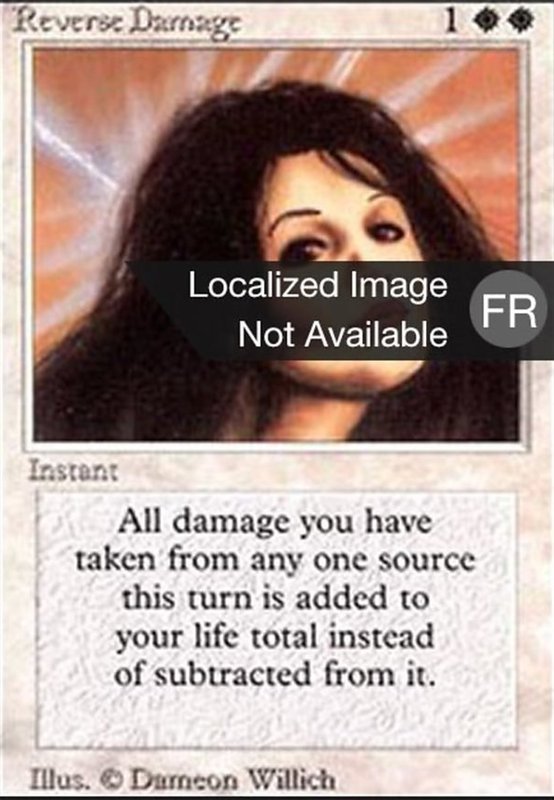 Reverse Damage 1
Localized Image
Not Available
FR
Instant
All damage you have
taken from any one source
this turn is added to
your life total instead
of subtracted from it.
Illus. © Dameon Willich